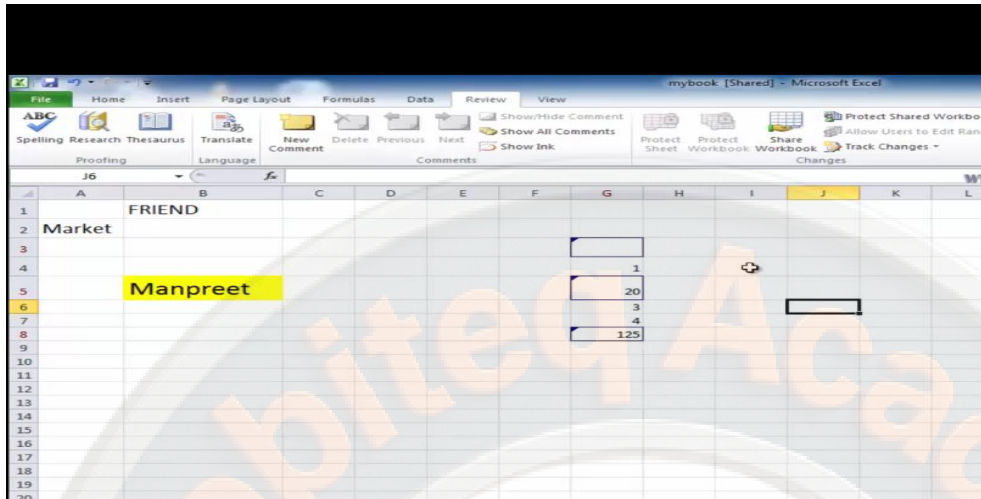 mybook [Shared] - Microsoft Excel
File Home Insert Page Layout Formulas Data Review View
ABC
Spelling Research Thesaurus Translate New Comment Delete Previous Next Show/Hide Comment Show All Comments Show Ink Protect Sheet Protect Workbook Share Workbook Protect Shared Workbo Allow Users to Edit Ran Track Changes
Proofing Language Comments Changes
J6 fx
A B C D E F G H I J K L
1 FRIEND
2 Market
3
4 1
5 Manpreet 20
6 3
7 4
8 125
9
10
11
12
13
14
15
16
17
18
19
20
biteq Aca